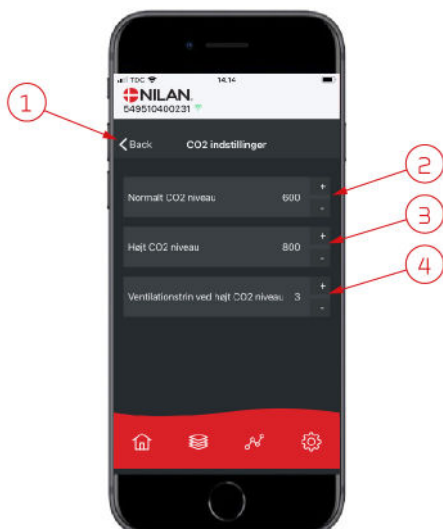 TDC 14.14
NILAN
549510400231
Back CO2 indstillinger
Normalt CO2 niveau 600 + -
Højt CO2 niveau 800 + -
Ventilationstrin ved højt CO2 niveau 3 + -
1
2
3
4